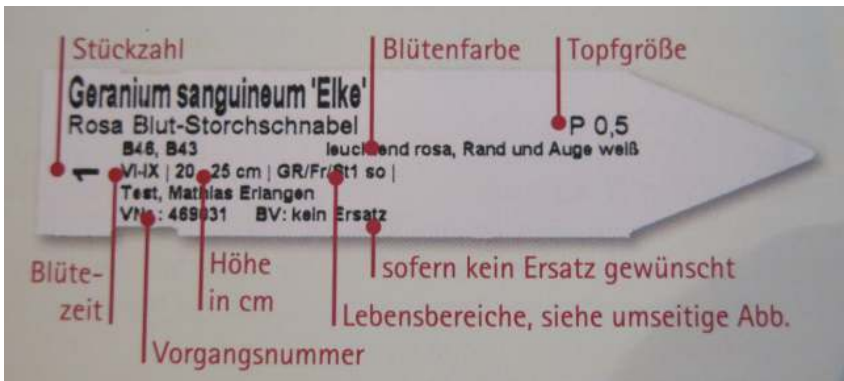 Stückzahl
Blütenfarbe
Topfgröße
Geranium sanguineum 'Elke'
Rosa Blut-Storchschnabel
P 0,5
B46, B43
leuchtend rosa, Rand und Auge weiß
1
VI-IX | 20 25 cm | GR/Fr/St1 so |
Test, Mathias Erlangen
VNr.: 469031 BV: kein Ersatz
Blüte-
zeit
Höhe
in cm
sofern kein Ersatz gewünscht
Lebensbereiche, siehe umseitige Abb.
Vorgangsnummer